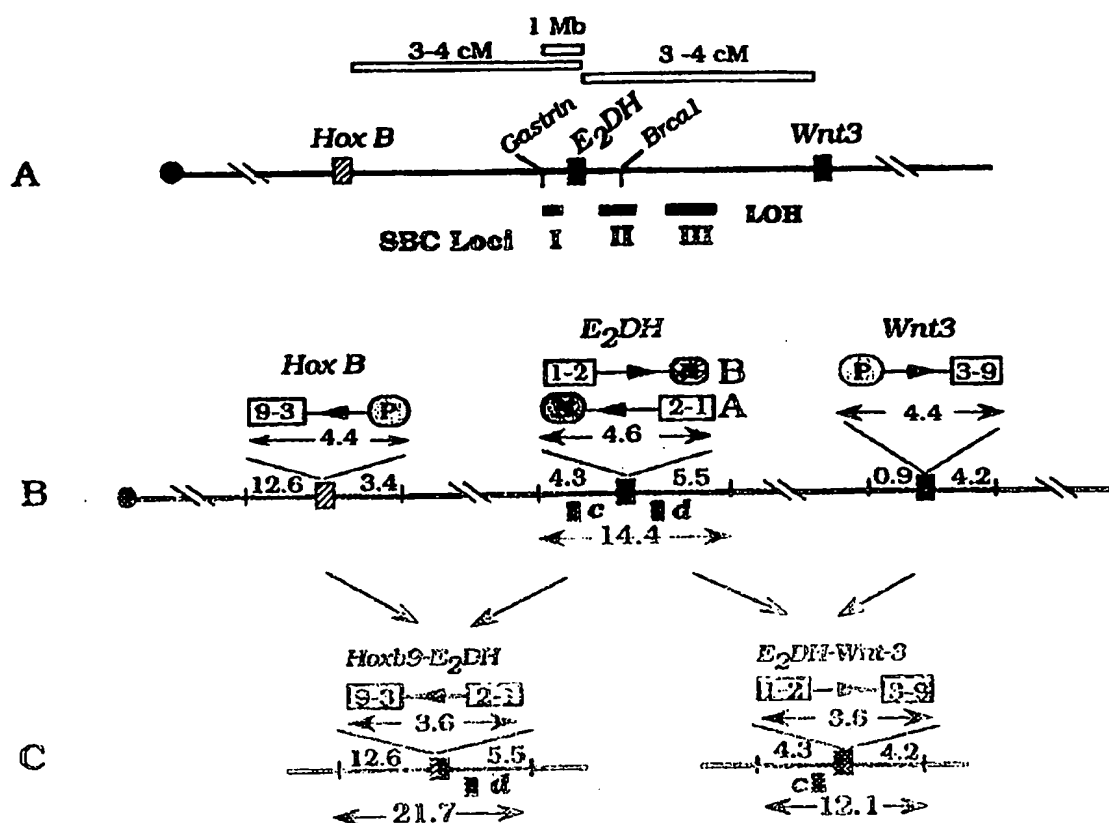 1 Mb
3-4 cM 3-4 cM
Hox B Gastrin E₂DH Brca1 Wnt3
A
SBC Loci I II III LOH
Hox B E₂DH Wnt3
1-2 B P 3-9
9-3 P 2-1 A
4.4 4.6 4.4
B 12.6 3.4 4.3 5.5 0.9 4.2
c d
14.4
Hoxb9-E₂DH E₂DH-Wnt-3
9-3 2-1 1-2 3-9
3.6 3.6
C 12.6 5.5 4.3 4.2
d c
21.7 12.1